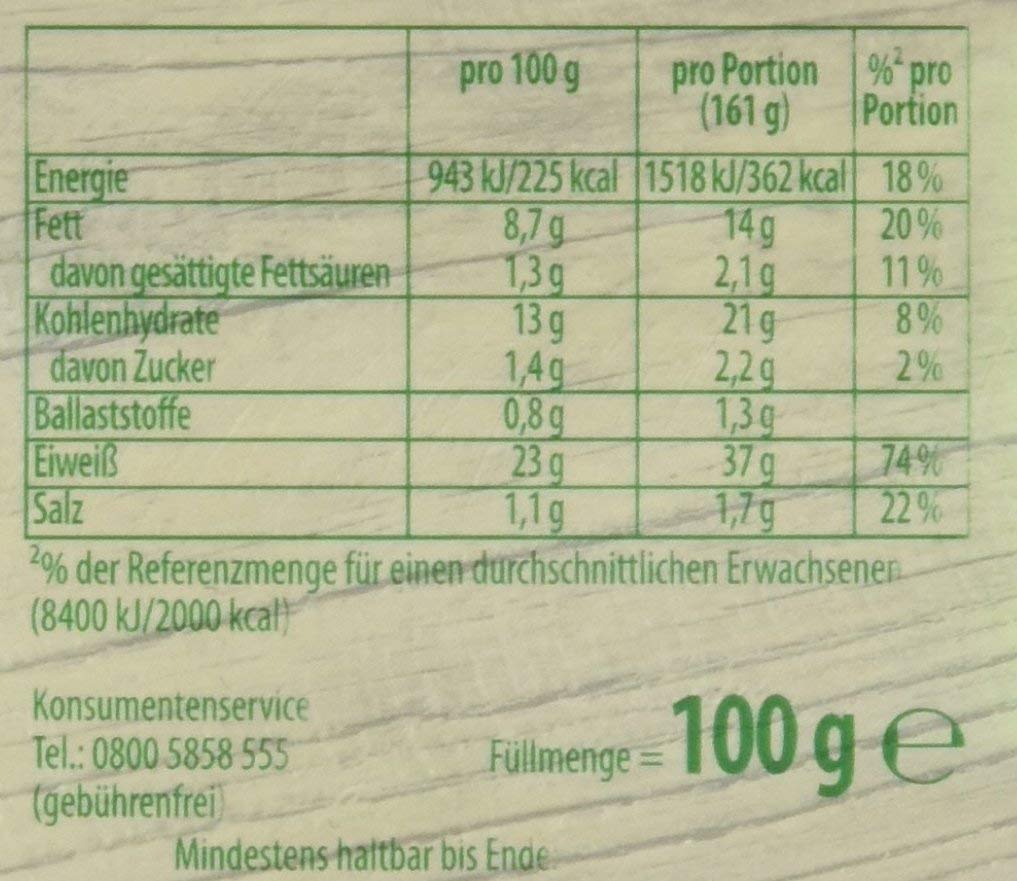 pro 100 g pro Portion (161 g) %² pro Portion
Energie 943 kJ/225 kcal 1518 kJ/362 kcal 18 %
Fett 8,7 g 14 g 20 %
davon gesättigte Fettsäuren 1,3 g 2,1 g 11 %
Kohlenhydrate 13 g 21 g 8 %
davon Zucker 1,4 g 2,2 g 2 %
Ballaststoffe 0,8 g 1,3 g
Eiweiß 23 g 37 g 74 %
Salz 1,1 g 1,7 g 22 %
²% der Referenzmenge für einen durchschnittlichen Erwachsenen
(8400 kJ/2000 kcal)
Konsumentenservice
Tel.: 0800 5858 555
(gebührenfrei)
Füllmenge = 100 g ℮
Mindestens haltbar bis Ende: